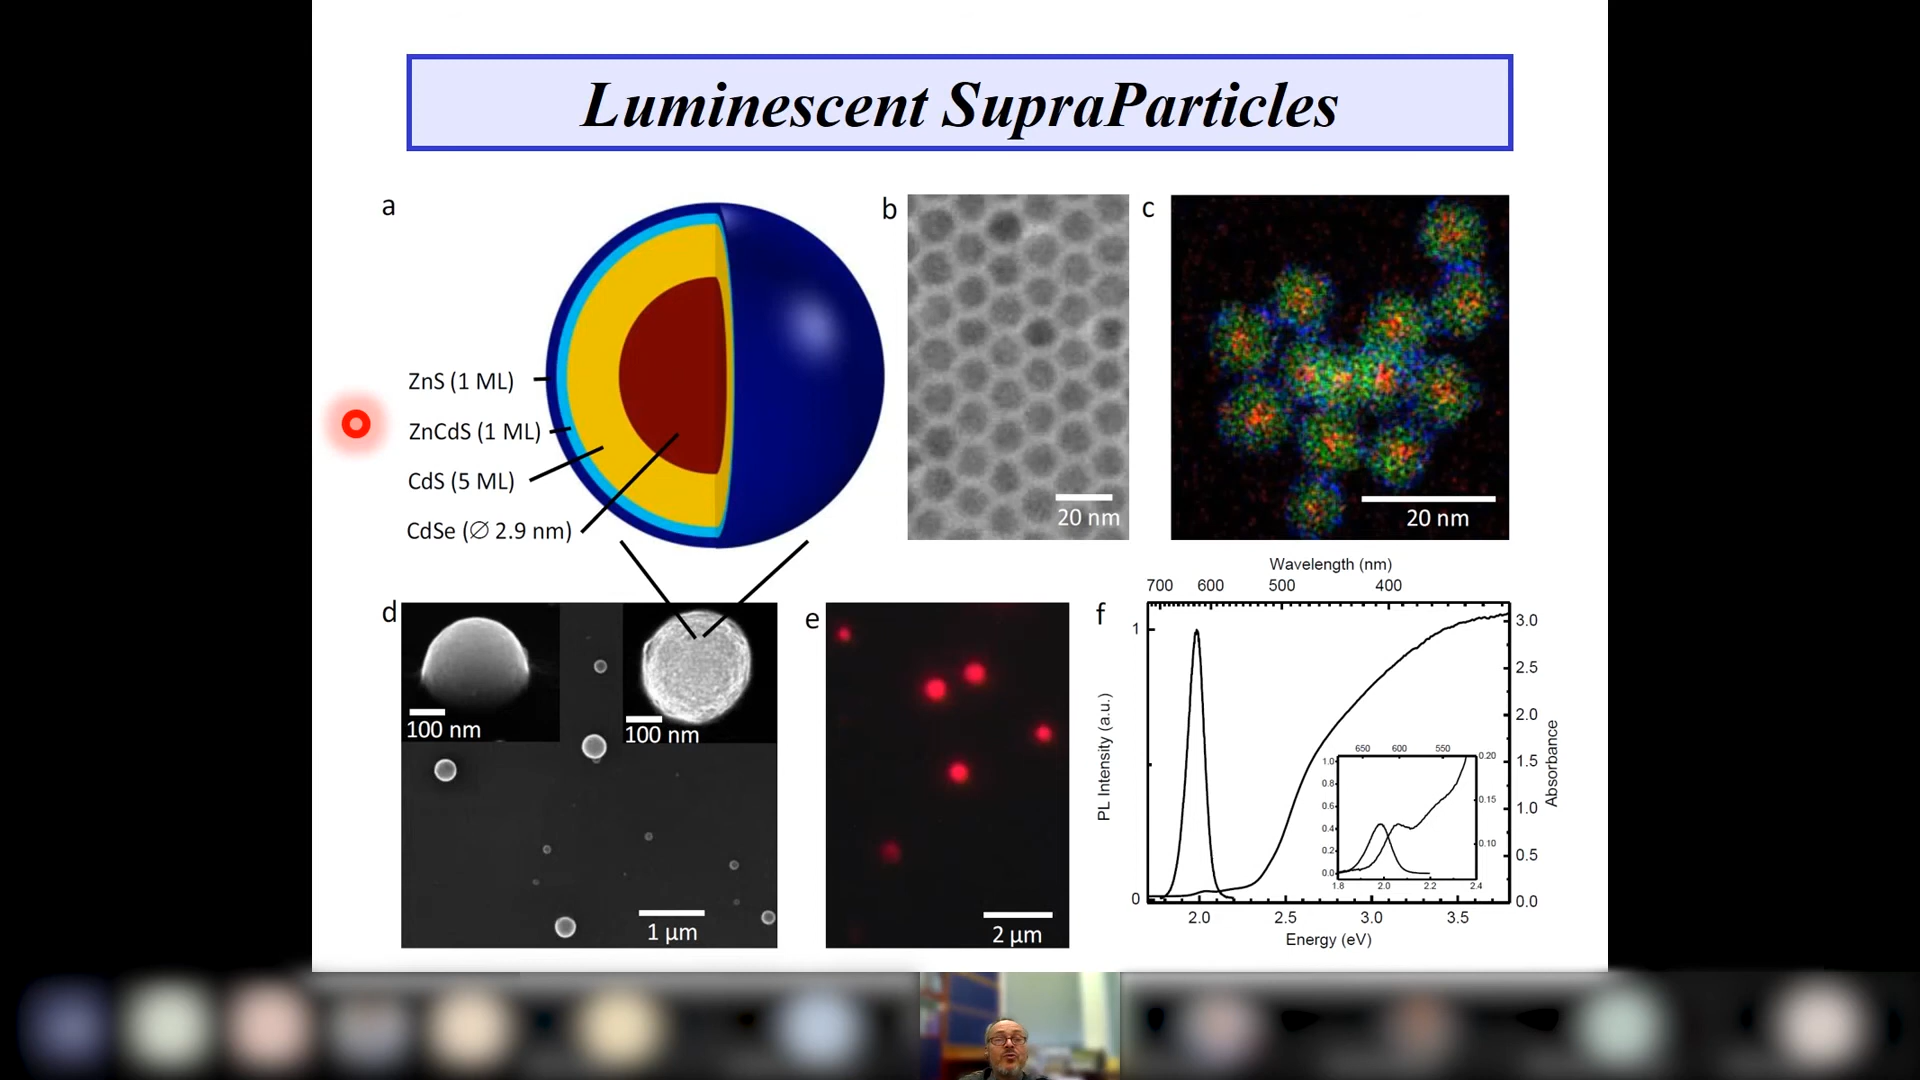 Luminescent SupraParticles
a
ZnS (1 ML)
ZnCdS (1 ML)
CdS (5 ML)
CdSe (∅ 2.9 nm)
b
20 nm
c
20 nm
d
100 nm
100 nm
1 µm
e
2 µm
f
Wavelength (nm)
700 600 500 400
1
0
PL Intensity (a.u.)
3.0
2.5
2.0
1.5
1.0
0.5
0.0
Absorbance
2.0 2.5 3.0 3.5
Energy (eV)
650 600 550
1.0
0.8
0.6
0.4
0.2
0.0
0.20
0.15
0.10
1.8 2.0 2.2 2.4